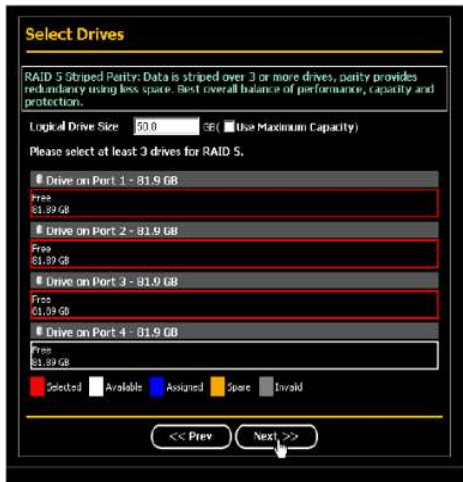 Select Drives
RAID 5 Striped Parity: Data is striped over 3 or more drives, parity provides
redundancy using less space. Best overall balance of performance, capacity and
protection.
Logical Drive Size 50.0 GB( Use Maximum Capacity)
Please select at least 3 drives for RAID 5.
Drive on Port 1 - 81.9 GB
Free
81.89 GB
Drive on Port 2 - 81.9 GB
Free
81.89 GB
Drive on Port 3 - 81.9 GB
Free
81.89 GB
Drive on Port 4 - 81.9 GB
Free
81.89 GB
Selected Available Assigned Spare Invalid
<< Prev Next >>